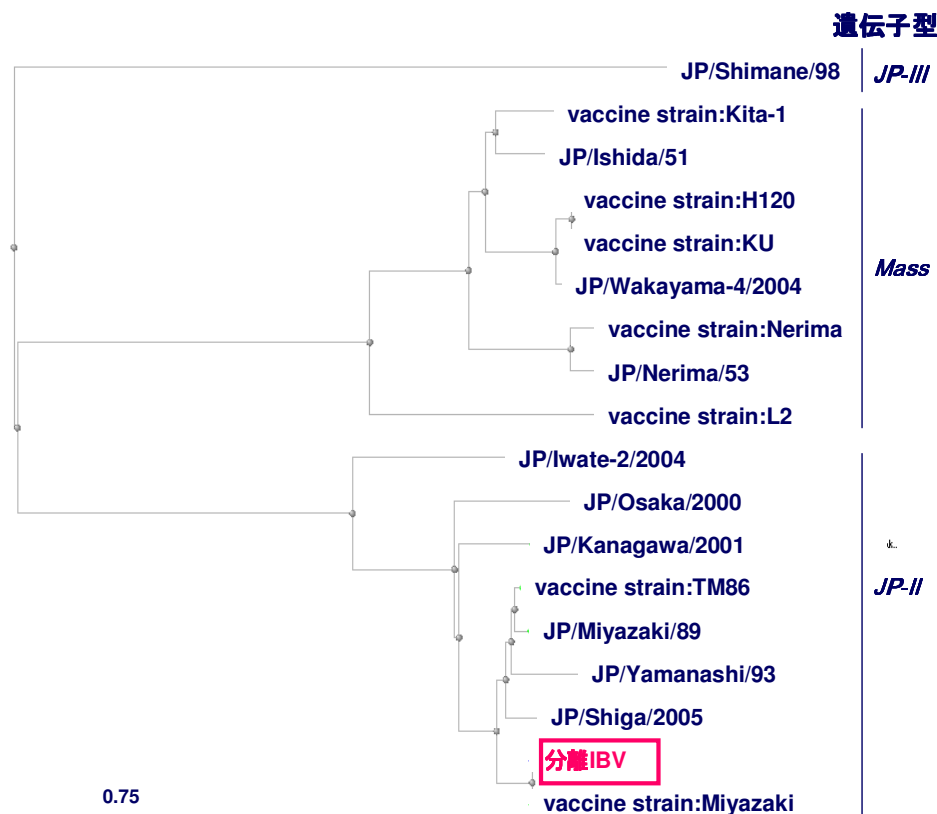 遺伝子型
JP/Shimane/98
JP-III
vaccine strain:Kita-1
JP/Ishida/51
vaccine strain:H120
vaccine strain:KU
Mass
JP/Wakayama-4/2004
vaccine strain:Nerima
JP/Nerima/53
vaccine strain:L2
JP/Iwate-2/2004
JP/Osaka/2000
JP/Kanagawa/2001
vaccine strain:TM86
JP-II
JP/Miyazaki/89
JP/Yamanashi/93
JP/Shiga/2005
分離IBV
0.75
vaccine strain:Miyazaki